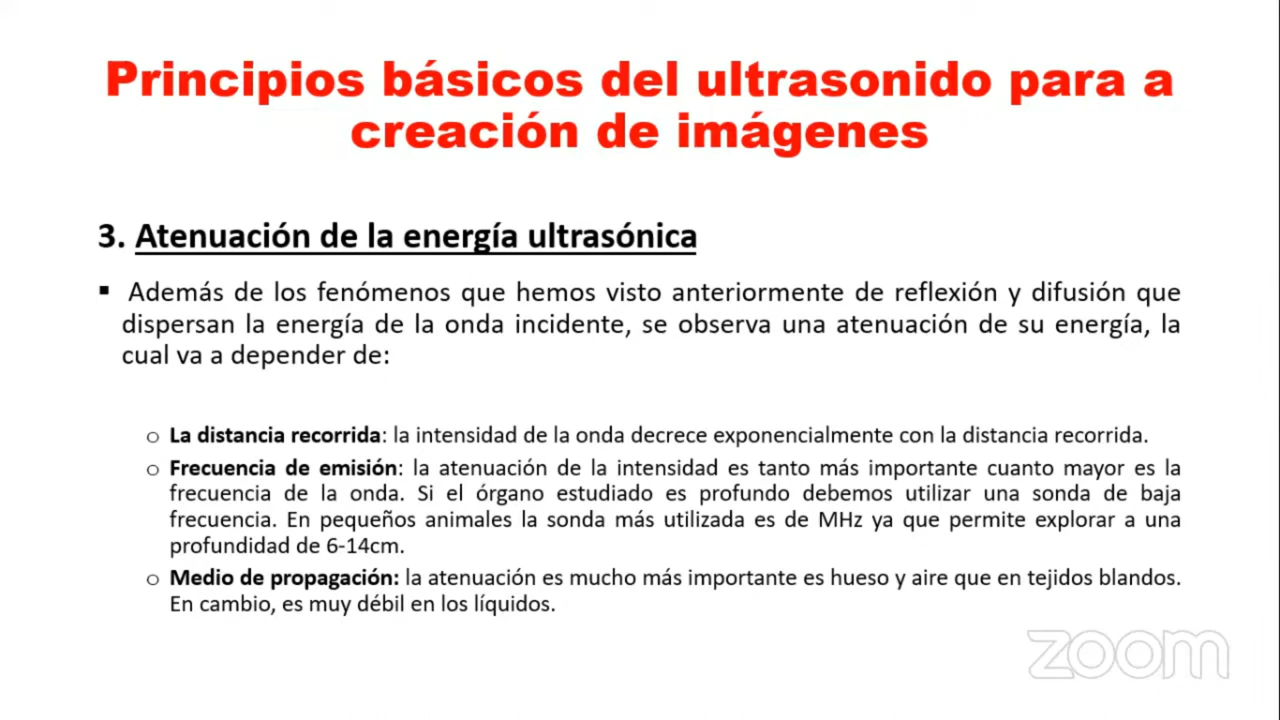 Principios básicos del ultrasonido para a
creación de imágenes
3. Atenuación de la energía ultrasónica
▪ Además de los fenómenos que hemos visto anteriormente de reflexión y difusión que
dispersan la energía de la onda incidente, se observa una atenuación de su energía, la
cual va a depender de:
o La distancia recorrida: la intensidad de la onda decrece exponencialmente con la distancia recorrida.
o Frecuencia de emisión: la atenuación de la intensidad es tanto más importante cuanto mayor es la
frecuencia de la onda. Si el órgano estudiado es profundo debemos utilizar una sonda de baja
frecuencia. En pequeños animales la sonda más utilizada es de MHz ya que permite explorar a una
profundidad de 6-14cm.
o Medio de propagación: la atenuación es mucho más importante es hueso y aire que en tejidos blandos.
En cambio, es muy débil en los líquidos.
zoom